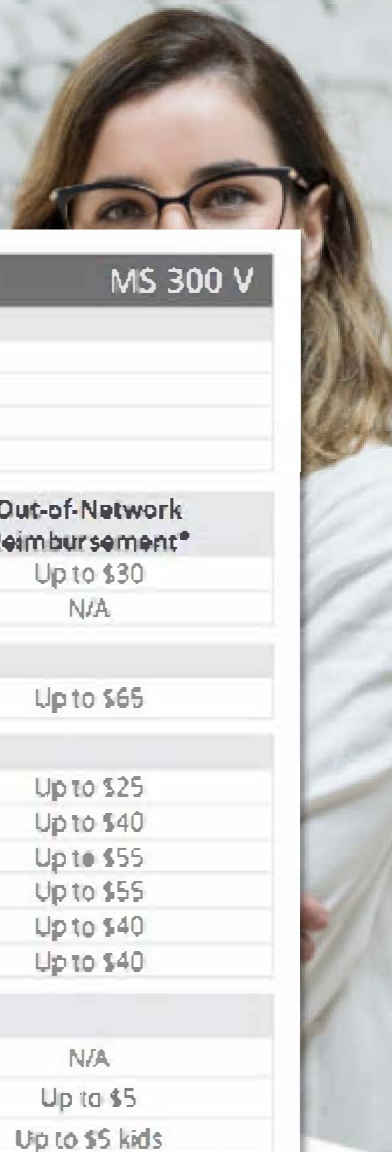 MS 300 V
Out-of-Network
Reimbursement*
Up to $30
N/A
Up to $65
Up to $25
Up to $40
Up to $55
Up to $55
Up to $40
Up to $40
N/A
Up to $5
Up to $5 kids